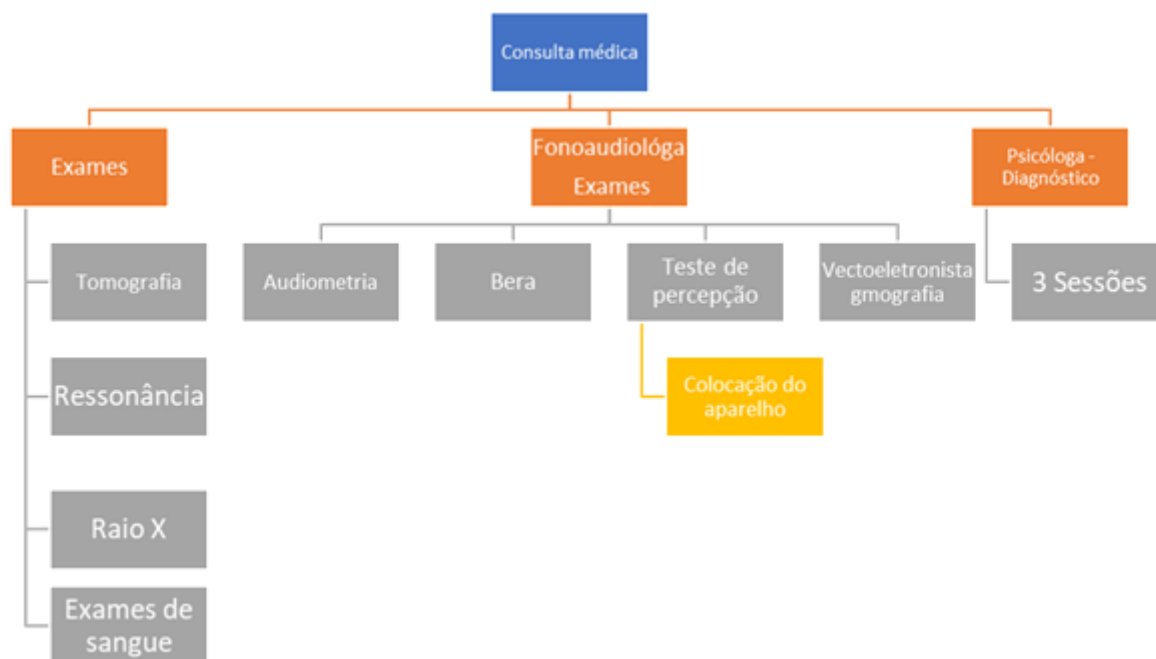 Consulta médica
Exames
Fonoaudiológa
Exames
Psicóloga -
Diagnóstico
Tomografia
Audiometria
Bera
Teste de
percepção
Vectoeletronista
gmografia
3 Sessões
Ressonância
Colocação do
aparelho
Raio X
Exames de
sangue